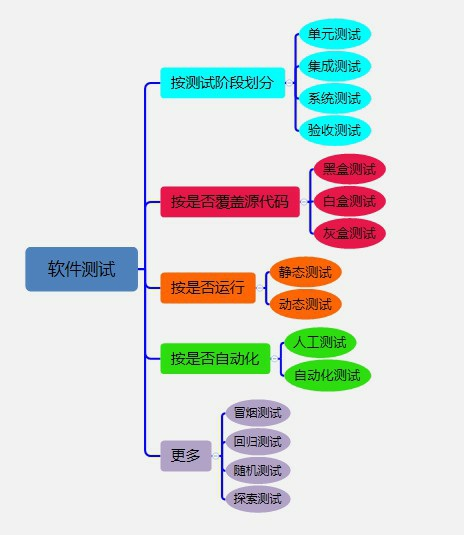 软件测试
按测试阶段划分
单元测试
集成测试
系统测试
验收测试
按是否覆盖源代码
黑盒测试
白盒测试
灰盒测试
按是否运行
静态测试
动态测试
按是否自动化
人工测试
自动化测试
更多
冒烟测试
回归测试
随机测试
探索测试